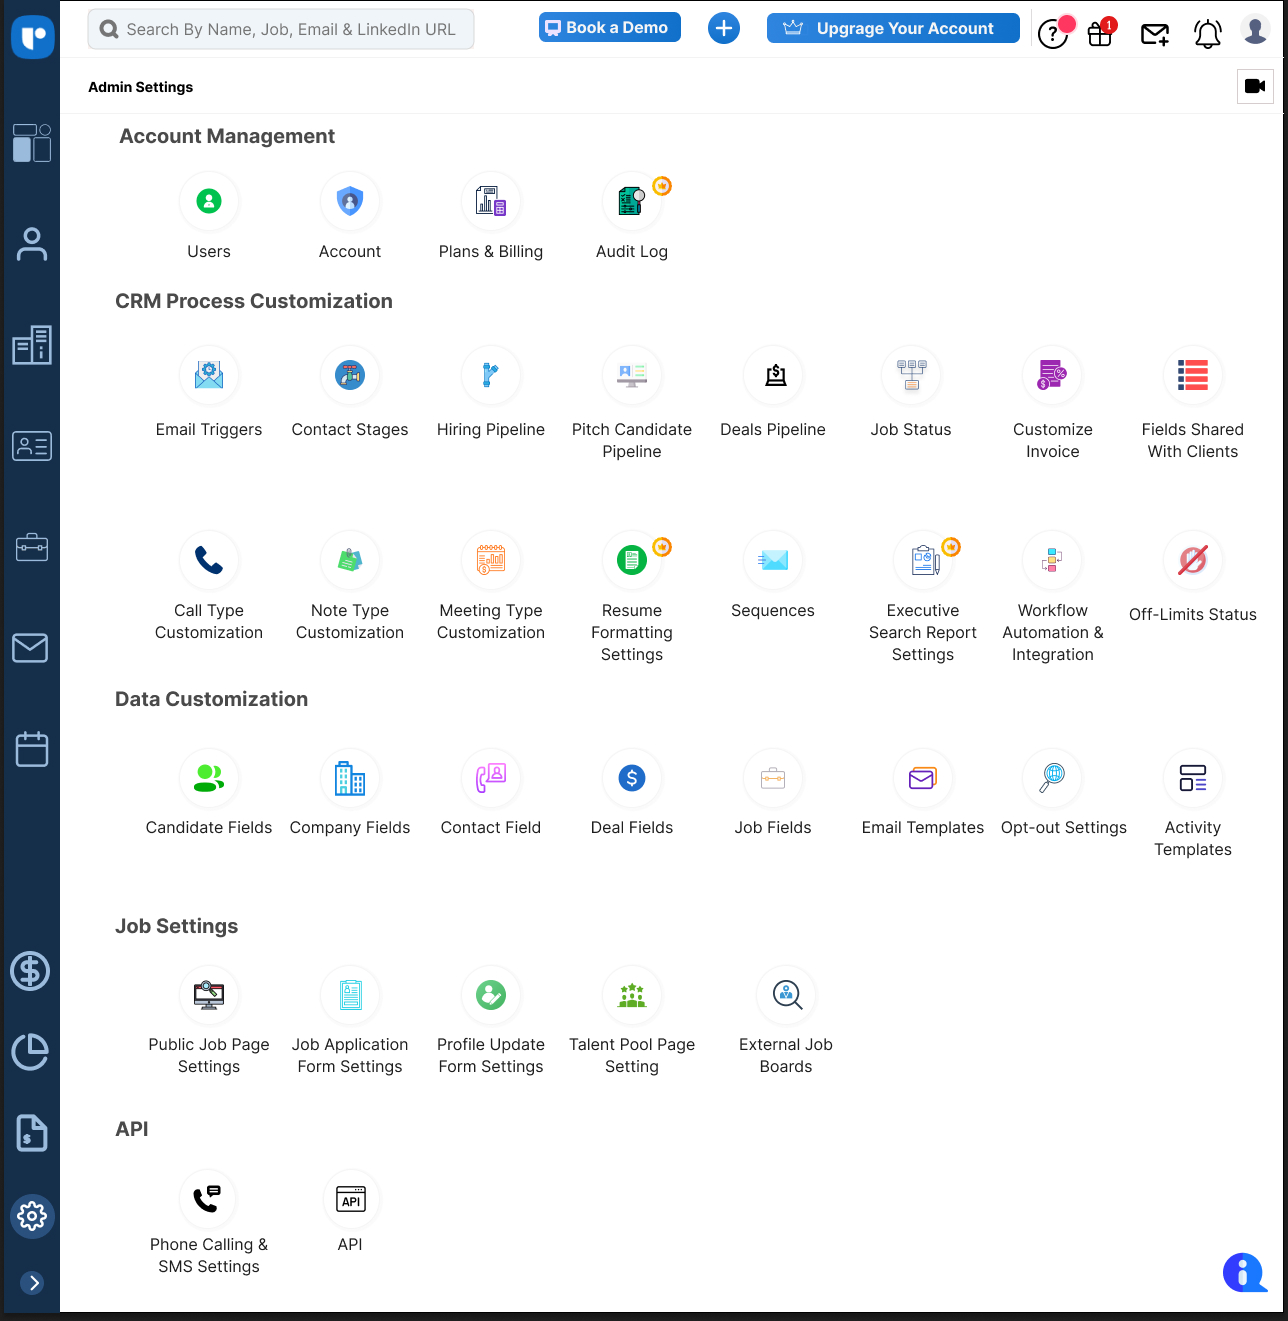 Search By Name, Job, Email & LinkedIn URL
Book a Demo
Upgrage Your Account
?
1
Admin Settings
Account Management
Users
Account
Plans & Billing
Audit Log
CRM Process Customization
Email Triggers
Contact Stages
Hiring Pipeline
Pitch Candidate
Pipeline
Deals Pipeline
Job Status
Customize
Invoice
Fields Shared
With Clients
Call Type
Customization
Note Type
Customization
Meeting Type
Customization
Resume
Formatting
Settings
Sequences
Executive
Search Report
Settings
Workflow
Automation &
Integration
Off-Limits Status
Data Customization
Candidate Fields
Company Fields
Contact Field
Deal Fields
Job Fields
Email Templates
Opt-out Settings
Activity
Templates
Job Settings
Public Job Page
Settings
Job Application
Form Settings
Profile Update
Form Settings
Talent Pool Page
Setting
External Job
Boards
API
Phone Calling &
SMS Settings
API
API